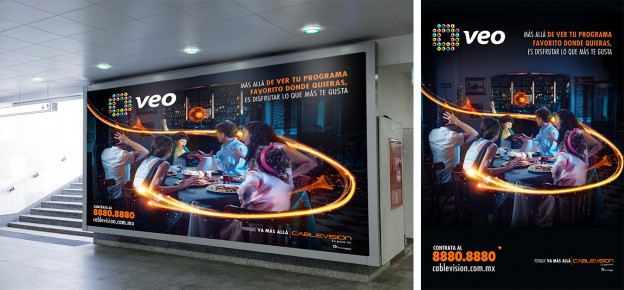 veo
MÁS ALLÁ DE VER TU PROGRAMA
FAVORITO DONDE QUIERAS,
ES DISFRUTAR LO QUE MÁS TE GUSTA
CONTRATA AL
8880.8880
cablevision.com.mx
PORQUE VA MÁS ALLÁ CABLEVISION
veo
MÁS ALLÁ DE VER TU PROGRAMA
FAVORITO DONDE QUIERAS,
ES DISFRUTAR LO QUE MÁS TE GUSTA
CONTRATA AL
8880.8880
cablevision.com.mx
PORQUE VA MÁS ALLÁ CABLEVISION